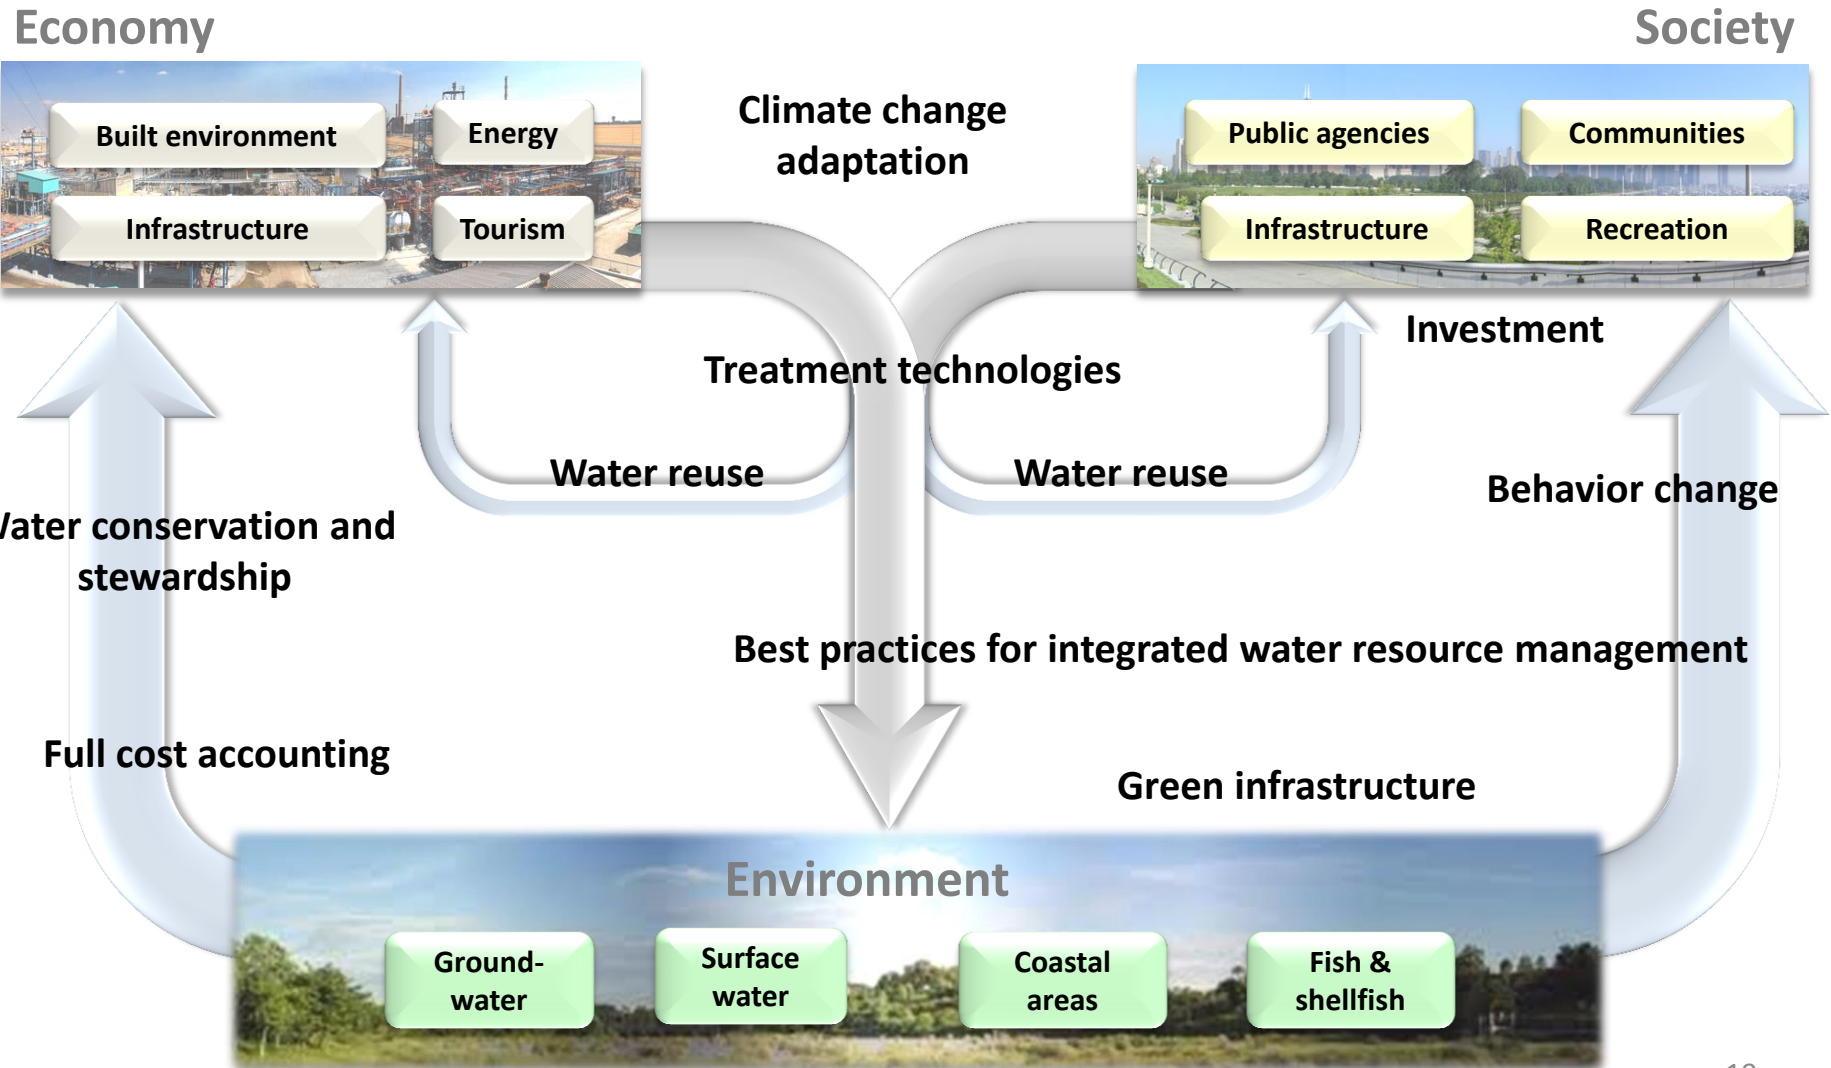 Economy
Society
Built environment
Energy
Infrastructure
Tourism
Climate change
adaptation
Public agencies
Communities
Infrastructure
Recreation
Investment
Treatment technologies
Water reuse
Water reuse
Behavior change
ater conservation and
stewardship
Best practices for integrated water resource management
Full cost accounting
Green infrastructure
Environment
Ground-
water
Surface
water
Coastal
areas
Fish &
shellfish